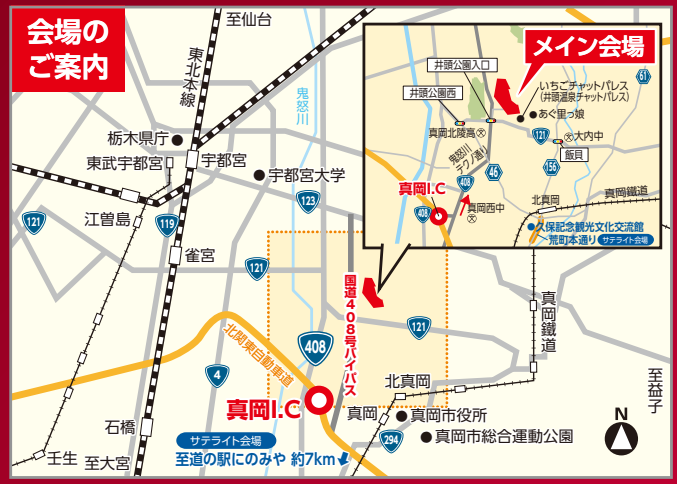 会場の
ご案内
至仙台
東北本線
鬼怒川
栃木県庁
東武宇都宮
宇都宮
宇都宮大学
江曽島
121
119
123
雀宮
121
国道408号バイパス
121
408
北関東自動車道
4
真岡I.C
石橋
壬生
至大宮
サテライト会場
至道の駅にのみや 約7km
真岡
北真岡
真岡市役所
真岡市総合運動公園
294
真岡鐵道
至益子
N
メイン会場
井頭公園入口
井頭公園西
いちごチャットパレス
(井頭温泉チャットパレス)
あぐ里っ娘
61
真岡北陵高
文
121
文
大内中
飯貝
156
鬼怒川
テクノ通り
408
46
真岡I.C
408
真岡西中
文
北真岡
真岡鐵道
久保記念観光文化交流館
荒町本通り
サテライト会場